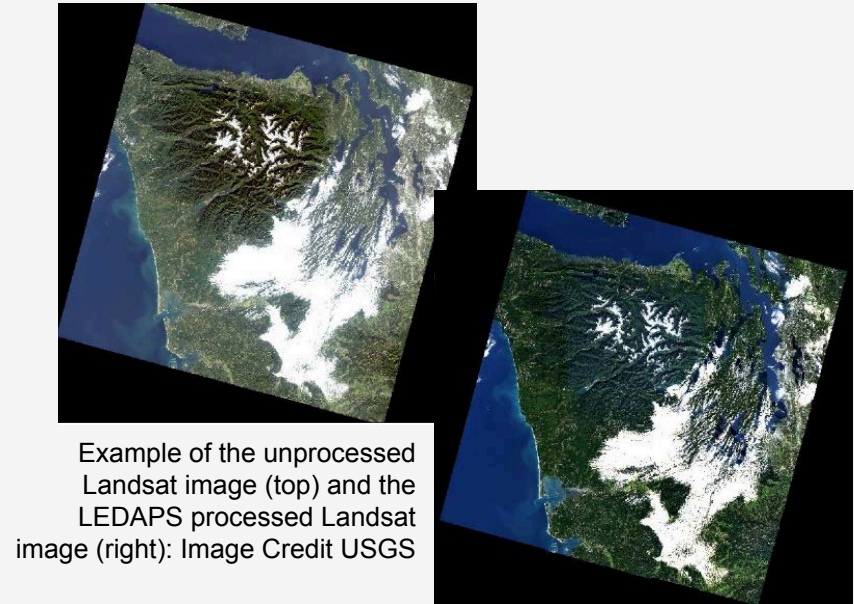 Example of the unprocessed
Landsat image (top) and the
LEDAPS processed Landsat
image (right): Image Credit USGS